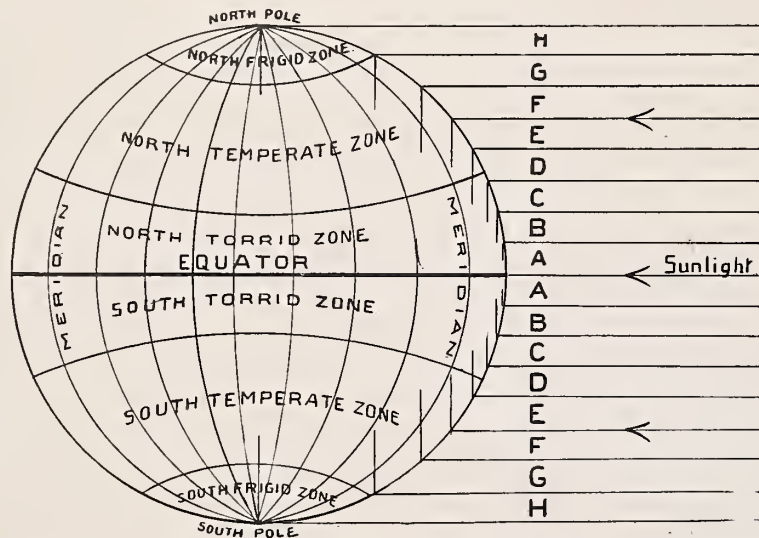 NORTH POLE
NORTH FRIGID ZONE.
NORTH TEMPERATE ZONE
NORTH TORRID ZONE
EQUATOR
SOUTH TORRID ZONE
SOUTH TEMPERATE ZONE
SOUTH FRIGID ZONE
SOUTH POLE
MERIDIAN
MERIDIAN
H
G
F
E
D
C
B
A
Sunlight
A
B
C
D
E
F
G
H